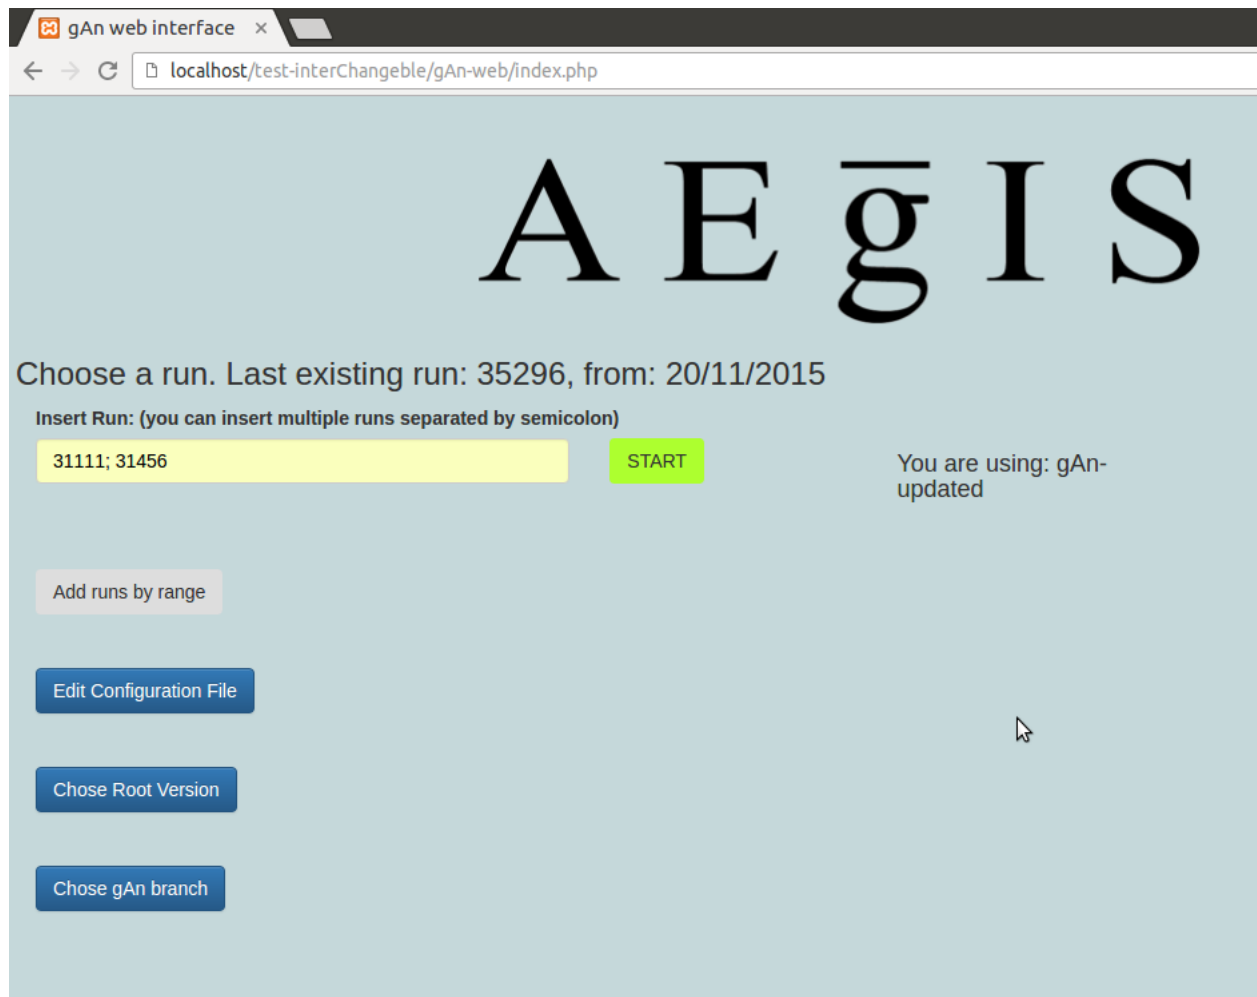 gAn web interface
localhost/test-interChangeble/gAn-web/index.php
A E g̅ I S
Choose a run. Last existing run: 35296, from: 20/11/2015
Insert Run: (you can insert multiple runs separated by semicolon)
31111; 31456
START
You are using: gAn-
updated
Add runs by range
Edit Configuration File
Chose Root Version
Chose gAn branch